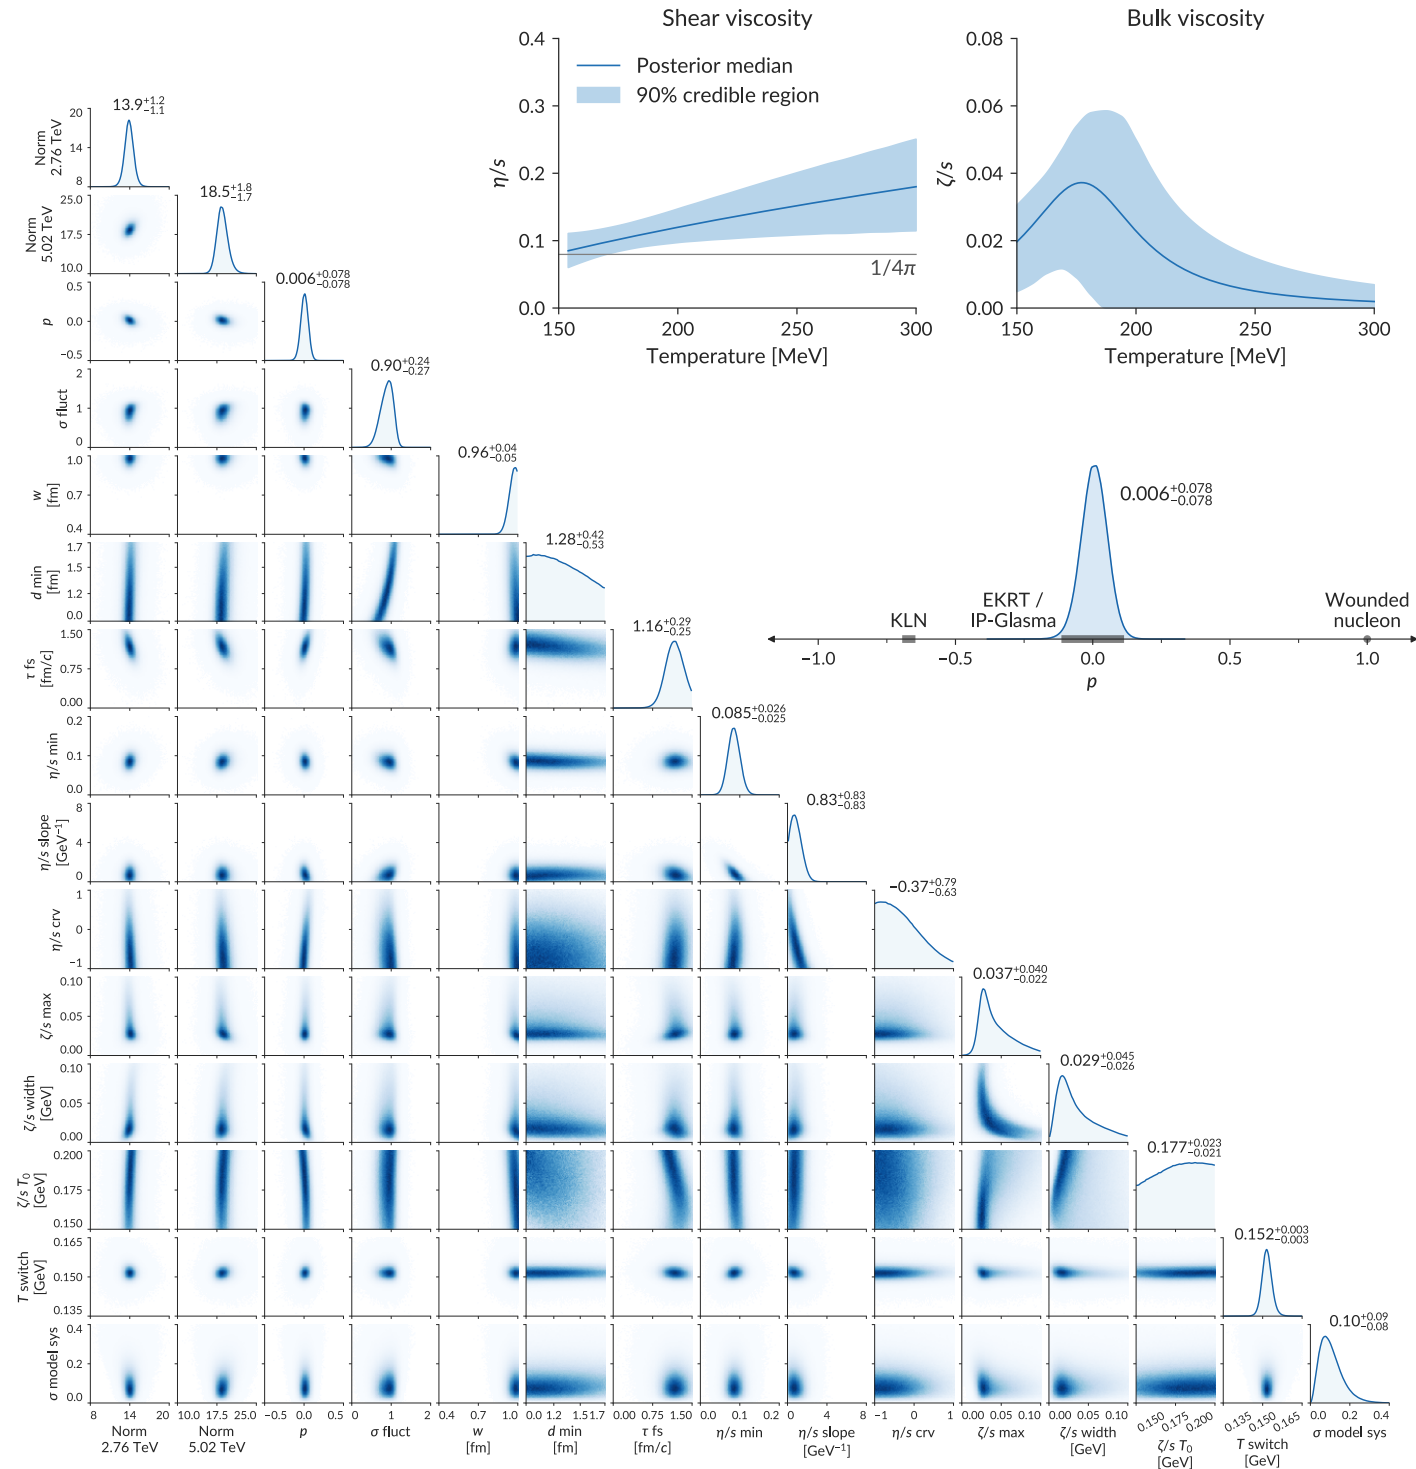 Shear viscosity
0.4
0.3
0.2
0.1
0.0
η/s
Posterior median
90% credible region
1/4π
150 200 250 300
Temperature [MeV]
Bulk viscosity
0.08
0.06
0.04
0.02
0.00
ζ/s
150 200 250 300
Temperature [MeV]
0.006 +0.078 −0.078
KLN
EKRT /
IP-Glasma
Wounded
nucleon
−1.0 −0.5 0.0 0.5 1.0
p
13.9 +1.2 −1.1
Norm
2.76 TeV
20
14
8
18.5 +1.8 −1.7
Norm
5.02 TeV
25.0
17.5
10.0
0.006 +0.078 −0.078
p
0.5
0.0
−0.5
0.90 +0.24 −0.27
σ fluct
2
1
0
0.96 +0.04 −0.05
w
[fm]
1.0
0.7
0.4
1.28 +0.42 −0.53
d min
[fm]
1.7
1.5
1.2
0.0
1.16 +0.29 −0.25
τ fs
[fm/c]
1.50
0.75
0.00
0.085 +0.026 −0.025
η/s min
0.2
0.1
0.0
0.83 +0.83 −0.83
η/s slope
[GeV⁻¹]
8
4
0
−0.37 +0.79 −0.63
η/s crv
1
0
−1
0.037 +0.040 −0.022
ζ/s max
0.10
0.05
0.00
0.029 +0.045 −0.026
ζ/s width
[GeV]
0.10
0.05
0.00
0.177 +0.023 −0.021
ζ/s T₀
[GeV]
0.200
0.175
0.150
0.152 +0.003 −0.003
T switch
[GeV]
0.165
0.150
0.135
0.10 +0.09 −0.08
σ model sys
0.4
0.2
0.0
8 14 20
Norm
2.76 TeV
10.0 17.5 25.0
Norm
5.02 TeV
−0.5 0.0 0.5
p
0 1 2
σ fluct
0.4 0.7 1.0
w
[fm]
0.0 1.2 1.5 1.7
d min
[fm]
0.00 0.75 1.50
τ fs
[fm/c]
0.0 0.1 0.2
η/s min
0 4 8
η/s slope
[GeV⁻¹]
−1 0 1
η/s crv
0.00 0.05 0.10
ζ/s max
0.00 0.05 0.10
ζ/s width
[GeV]
0.150 0.175 0.200
ζ/s T₀
[GeV]
0.135 0.150 0.165
T switch
[GeV]
0.0 0.2 0.4
σ model sys